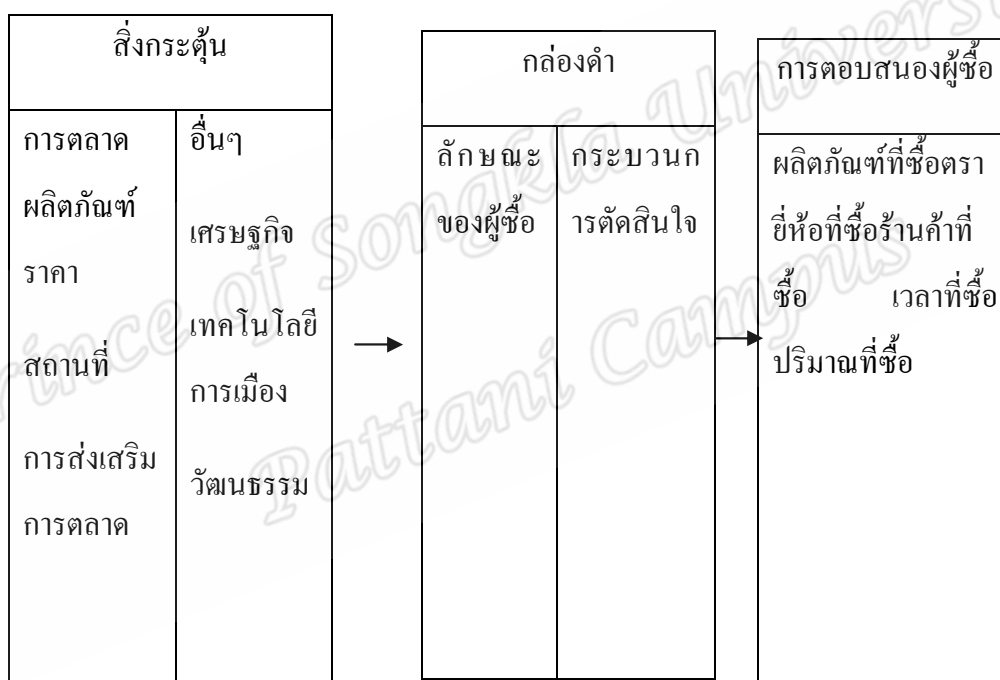 สิ่งกระตุ้น
การตลาด
ผลิตภัณฑ์
ราคา
สถานที่
การส่งเสริม
การตลาด
อื่นๆ
เศรษฐกิจ
เทคโนโลยี
การเมือง
วัฒนธรรม
กล่องดำ
ลักษณะ
ของผู้ซื้อ
กระบวนก
ารตัดสินใจ
การตอบสนองผู้ซื้อ
ผลิตภัณฑ์ที่ซื้อตรา
ยี่ห้อที่ซื้อร้านค้าที่
ซื้อ เวลาที่ซื้อ
ปริมาณที่ซื้อ
Prince of Songkla Universi
Pattani Campus